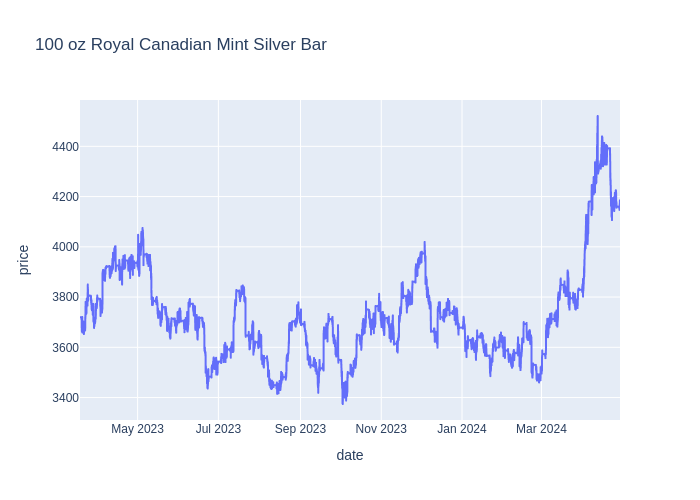 100 oz Royal Canadian Mint Silver Bar
4400
4200
4000
3800
3600
3400
price
May 2023
Jul 2023
Sep 2023
Nov 2023
Jan 2024
Mar 2024
date